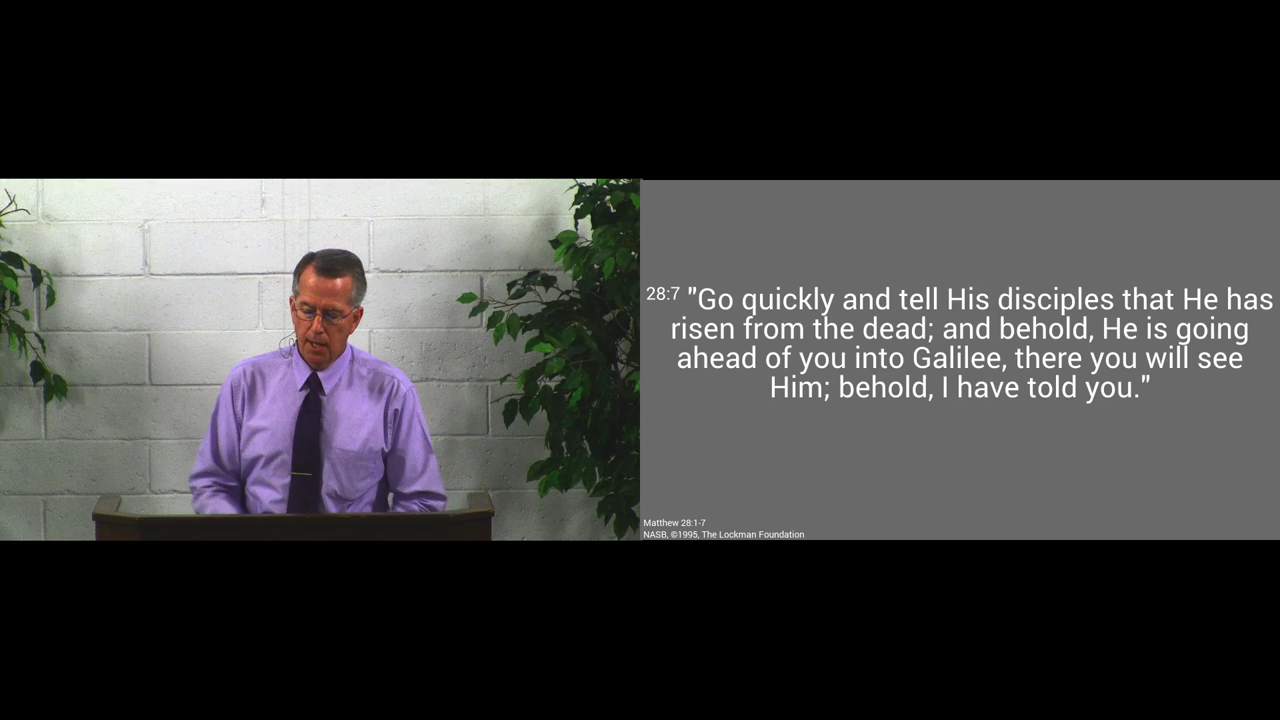 28:7 "Go quickly and tell His disciples that He has
risen from the dead; and behold, He is going
ahead of you into Galilee, there you will see
Him; behold, I have told you."
Matthew 28:1-7
NASB, ©1995, The Lockman Foundation